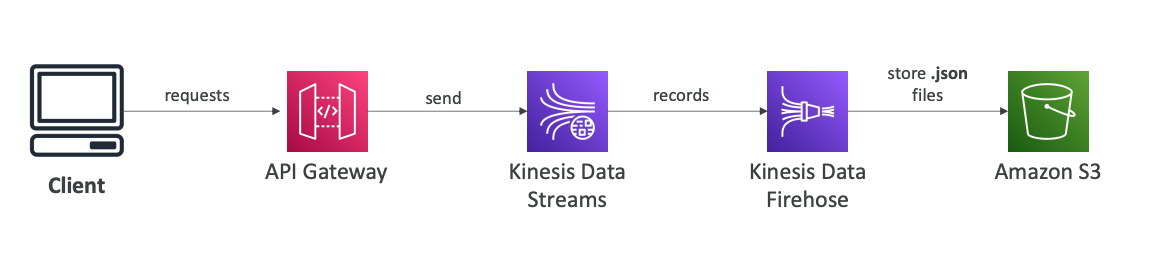 requests
send
records
store .json
files
</>
Client
API Gateway
Kinesis Data
Streams
Kinesis Data
Firehose
Amazon S3